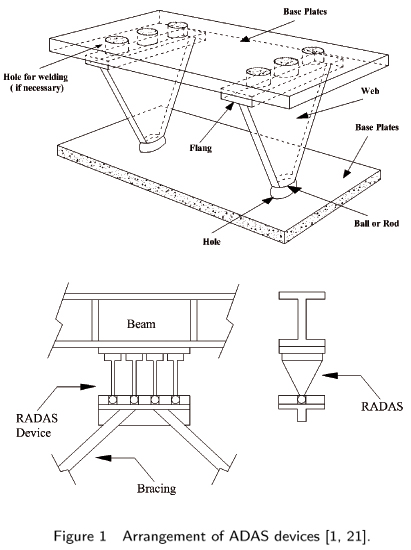 Base Plates
Hole for welding
( if necessary)
Web
Flang
Base Plates
Ball or Rod
Hole
Beam
RADAS
Device
RADAS
Bracing
Figure 1 Arrangement of ADAS devices [1, 21].